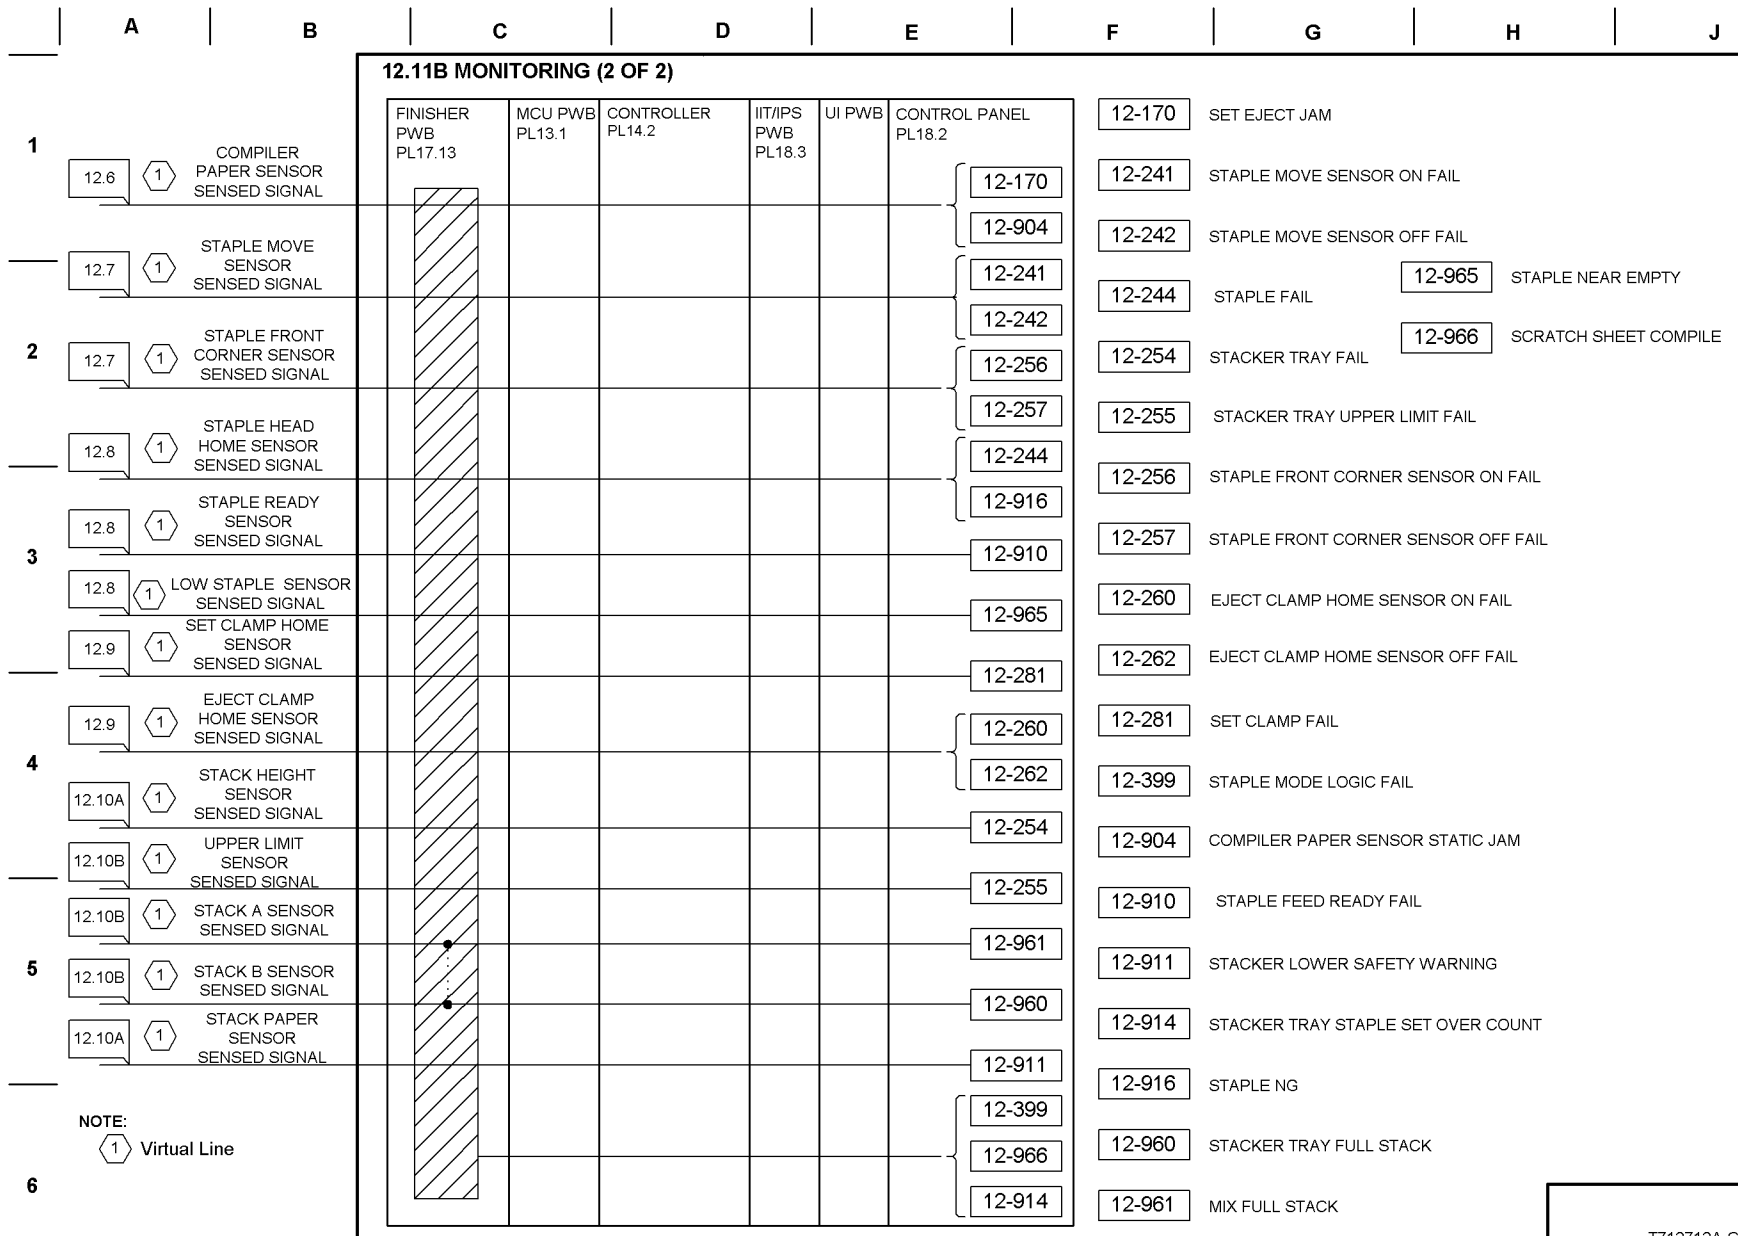 A B C D E F G H J
12.11B MONITORING (2 OF 2)
1
2
3
4
5
6
FINISHER
PWB
PL17.13
MCU PWB
PL13.1
CONTROLLER
PL14.2
IIT/IPS
PWB
PL18.3
UI PWB
CONTROL PANEL
PL18.2
12.6
1
COMPILER
PAPER SENSOR
SENSED SIGNAL
12.7
1
STAPLE MOVE
SENSOR
SENSED SIGNAL
12.7
1
STAPLE FRONT
CORNER SENSOR
SENSED SIGNAL
12.8
1
STAPLE HEAD
HOME SENSOR
SENSED SIGNAL
12.8
1
STAPLE READY
SENSOR
SENSED SIGNAL
12.8
1
LOW STAPLE SENSOR
SENSED SIGNAL
12.9
1
SET CLAMP HOME
SENSOR
SENSED SIGNAL
12.9
1
EJECT CLAMP
HOME SENSOR
SENSED SIGNAL
12.10A
1
STACK HEIGHT
SENSOR
SENSED SIGNAL
12.10B
1
UPPER LIMIT
SENSOR
SENSED SIGNAL
12.10B
1
STACK A SENSOR
SENSED SIGNAL
12.10B
1
STACK B SENSOR
SENSED SIGNAL
12.10A
1
STACK PAPER
SENSOR
SENSED SIGNAL
NOTE:
1 Virtual Line
12-170
12-904
12-241
12-242
12-256
12-257
12-244
12-916
12-910
12-965
12-281
12-260
12-262
12-254
12-255
12-961
12-960
12-911
12-399
12-966
12-914
12-170 SET EJECT JAM
12-241 STAPLE MOVE SENSOR ON FAIL
12-242 STAPLE MOVE SENSOR OFF FAIL
12-244 STAPLE FAIL
12-254 STACKER TRAY FAIL
12-255 STACKER TRAY UPPER LIMIT FAIL
12-256 STAPLE FRONT CORNER SENSOR ON FAIL
12-257 STAPLE FRONT CORNER SENSOR OFF FAIL
12-260 EJECT CLAMP HOME SENSOR ON FAIL
12-262 EJECT CLAMP HOME SENSOR OFF FAIL
12-281 SET CLAMP FAIL
12-399 STAPLE MODE LOGIC FAIL
12-904 COMPILER PAPER SENSOR STATIC JAM
12-910 STAPLE FEED READY FAIL
12-911 STACKER LOWER SAFETY WARNING
12-914 STACKER TRAY STAPLE SET OVER COUNT
12-916 STAPLE NG
12-960 STACKER TRAY FULL STACK
12-961 MIX FULL STACK
12-965 STAPLE NEAR EMPTY
12-966 SCRATCH SHEET COMPILE